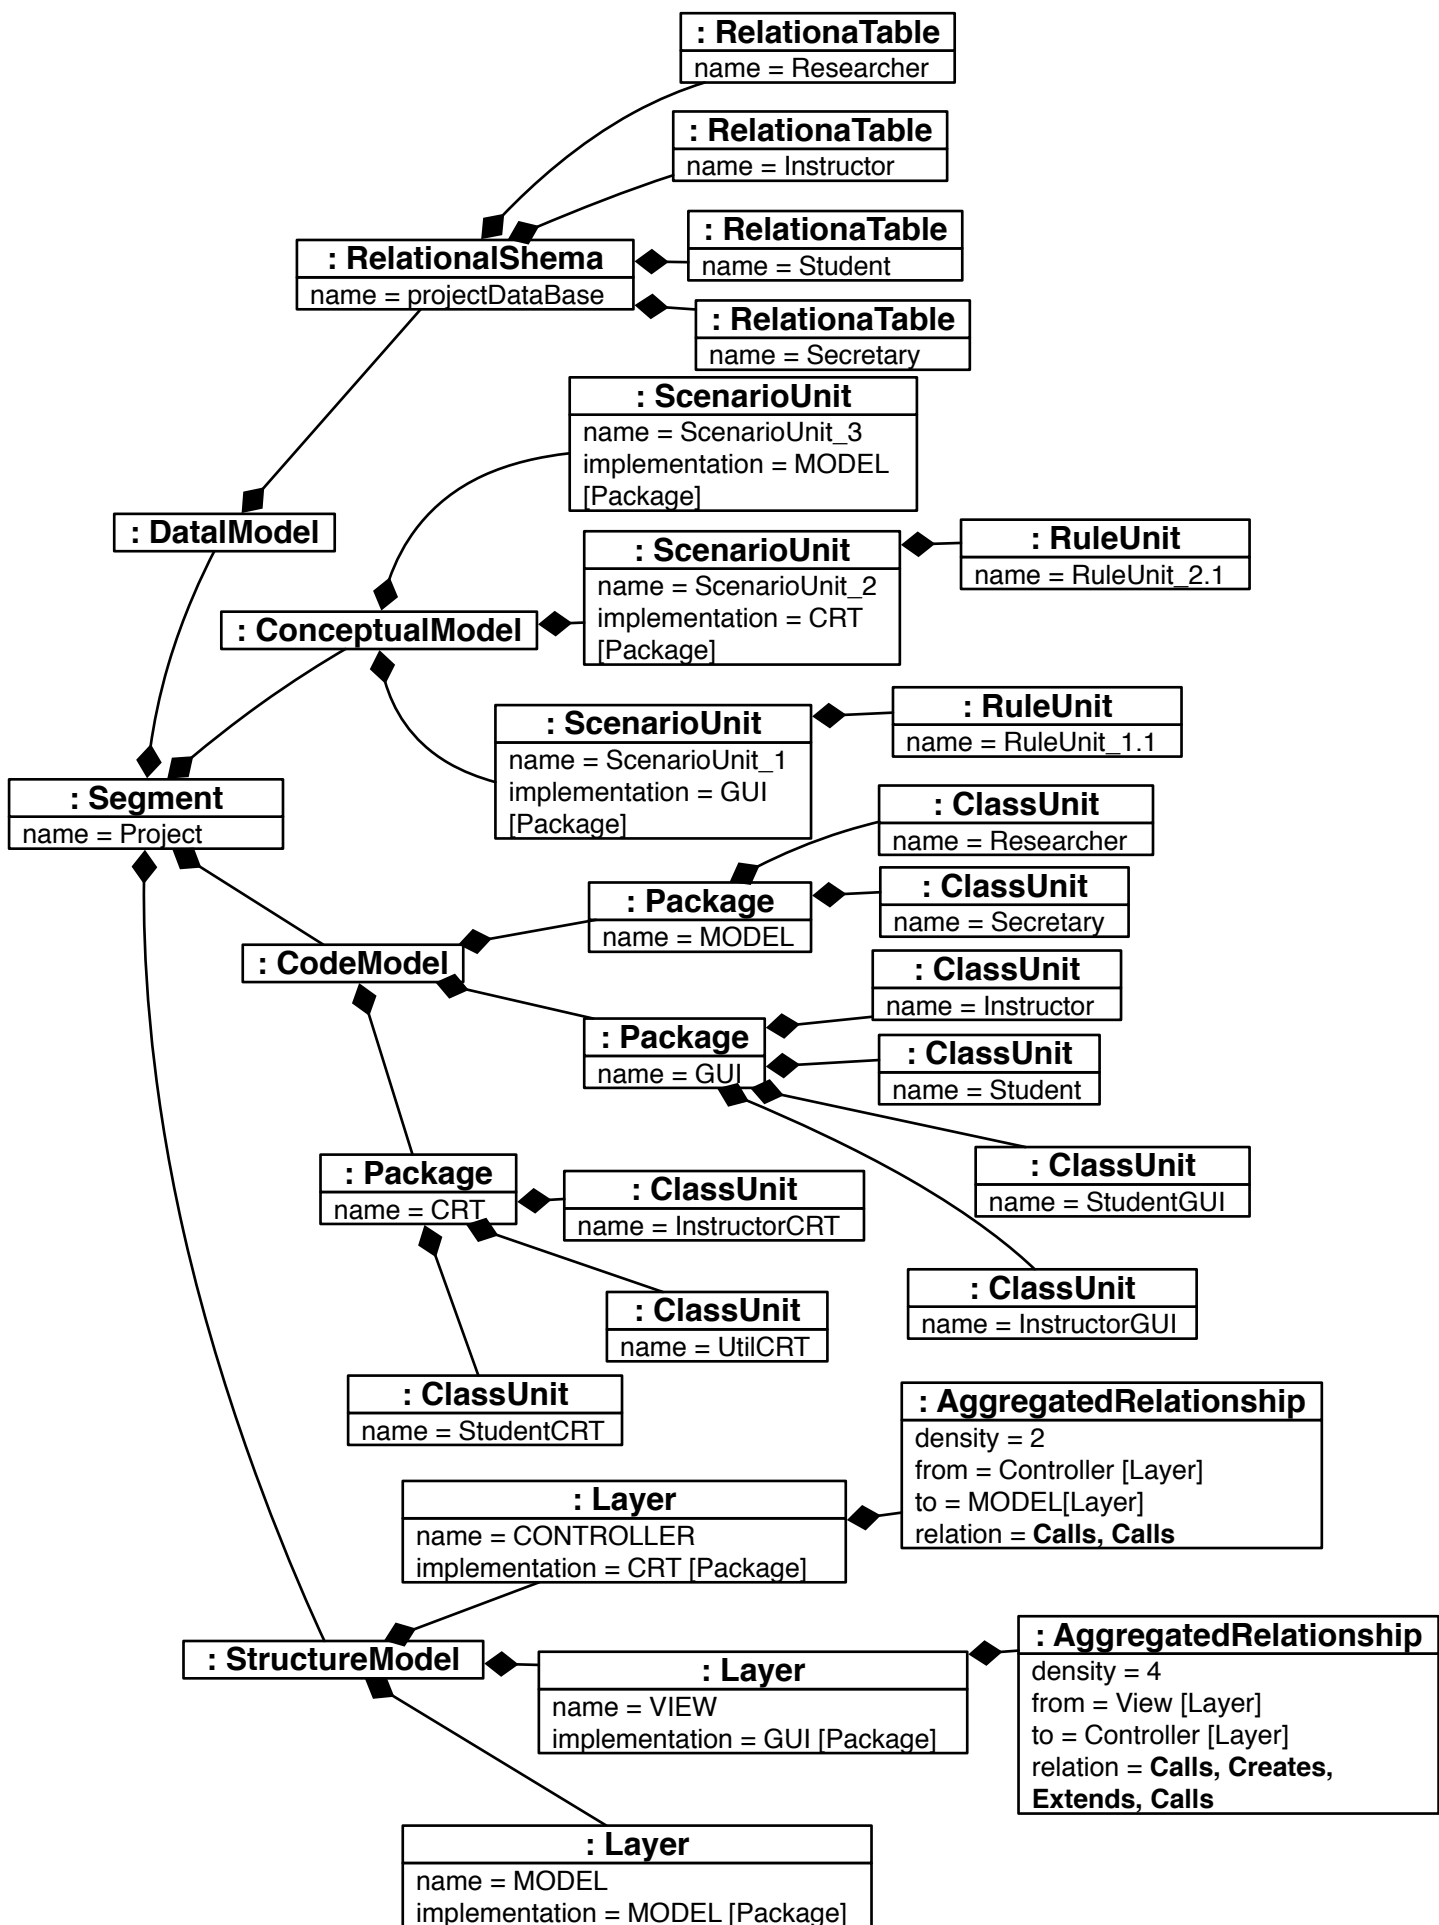 : RelationaTable
name = Researcher
: RelationaTable
name = Instructor
: RelationaTable
name = Student
: RelationalShema
name = projectDataBase
: RelationaTable
name = Secretary
: ScenarioUnit
name = ScenarioUnit_3
implementation = MODEL
[Package]
: DatalModel
: ScenarioUnit
name = ScenarioUnit_2
implementation = CRT
[Package]
: RuleUnit
name = RuleUnit_2.1
: ConceptualModel
: ScenarioUnit
name = ScenarioUnit_1
implementation = GUI
[Package]
: RuleUnit
name = RuleUnit_1.1
: Segment
name = Project
: ClassUnit
name = Researcher
: Package
name = MODEL
: ClassUnit
name = Secretary
: CodeModel
: ClassUnit
name = Instructor
: Package
name = GUI
: ClassUnit
name = Student
: ClassUnit
name = StudentGUI
: Package
name = CRT
: ClassUnit
name = InstructorCRT
: ClassUnit
name = InstructorGUI
: ClassUnit
name = UtilCRT
: ClassUnit
name = StudentCRT
: AggregatedRelationship
density = 2
from = Controller [Layer]
to = MODEL[Layer]
relation = Calls, Calls
: Layer
name = CONTROLLER
implementation = CRT [Package]
: StructureModel
: Layer
name = VIEW
implementation = GUI [Package]
: AggregatedRelationship
density = 4
from = View [Layer]
to = Controller [Layer]
relation = Calls, Creates,
Extends, Calls
: Layer
name = MODEL
implementation = MODEL [Package]